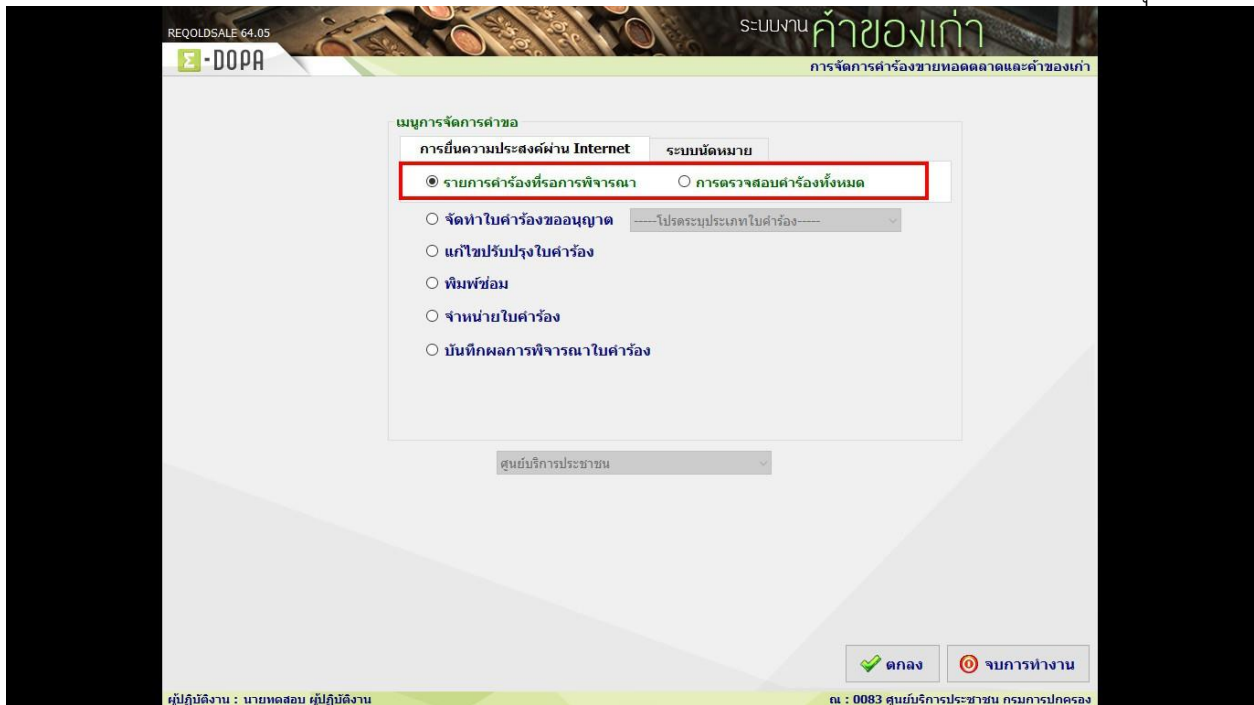 REQOLDSALE 64.05
ระบบงาน ค้าของเก่า
Σ-DOPA
การจัดการคำร้องขายทอดตลาดและค้าของเก่า
เมนูการจัดการคำขอ
การยื่นความประสงค์ผ่าน Internet ระบบนัดหมาย
รายการคำร้องที่รอการพิจารณา การตรวจสอบคำร้องทั้งหมด
จัดทำใบคำร้องขออนุญาต -----โปรดระบุประเภทใบคำร้อง-----
แก้ไขปรับปรุงใบคำร้อง
พิมพ์ซ่อม
จำหน่ายใบคำร้อง
บันทึกผลการพิจารณาใบคำร้อง
ศูนย์บริการประชาชน
ตกลง จบการทำงาน
ผู้ปฏิบัติงาน : นายทดสอบ ผู้ปฏิบัติงาน ณ : 0083 ศูนย์บริการประชาชน กรมการปกครอง